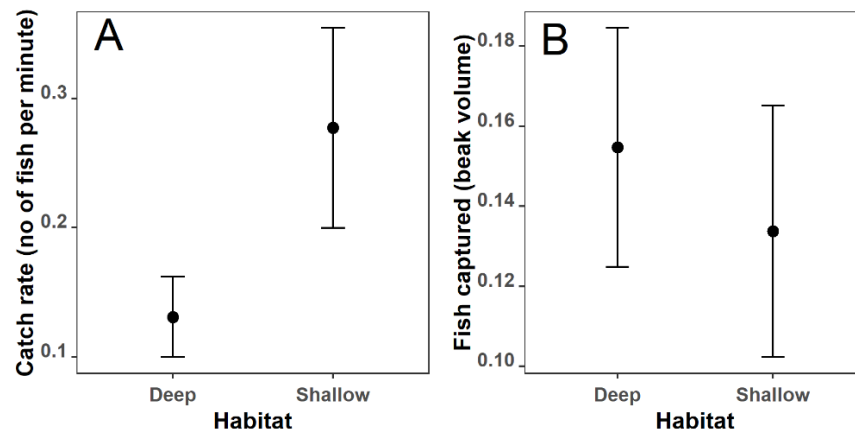 A
Catch rate (no of fish per minute)
0.3
0.2
0.1
Deep Shallow
Habitat
B
Fish captured (beak volume)
0.18
0.16
0.14
0.12
0.10
Deep Shallow
Habitat